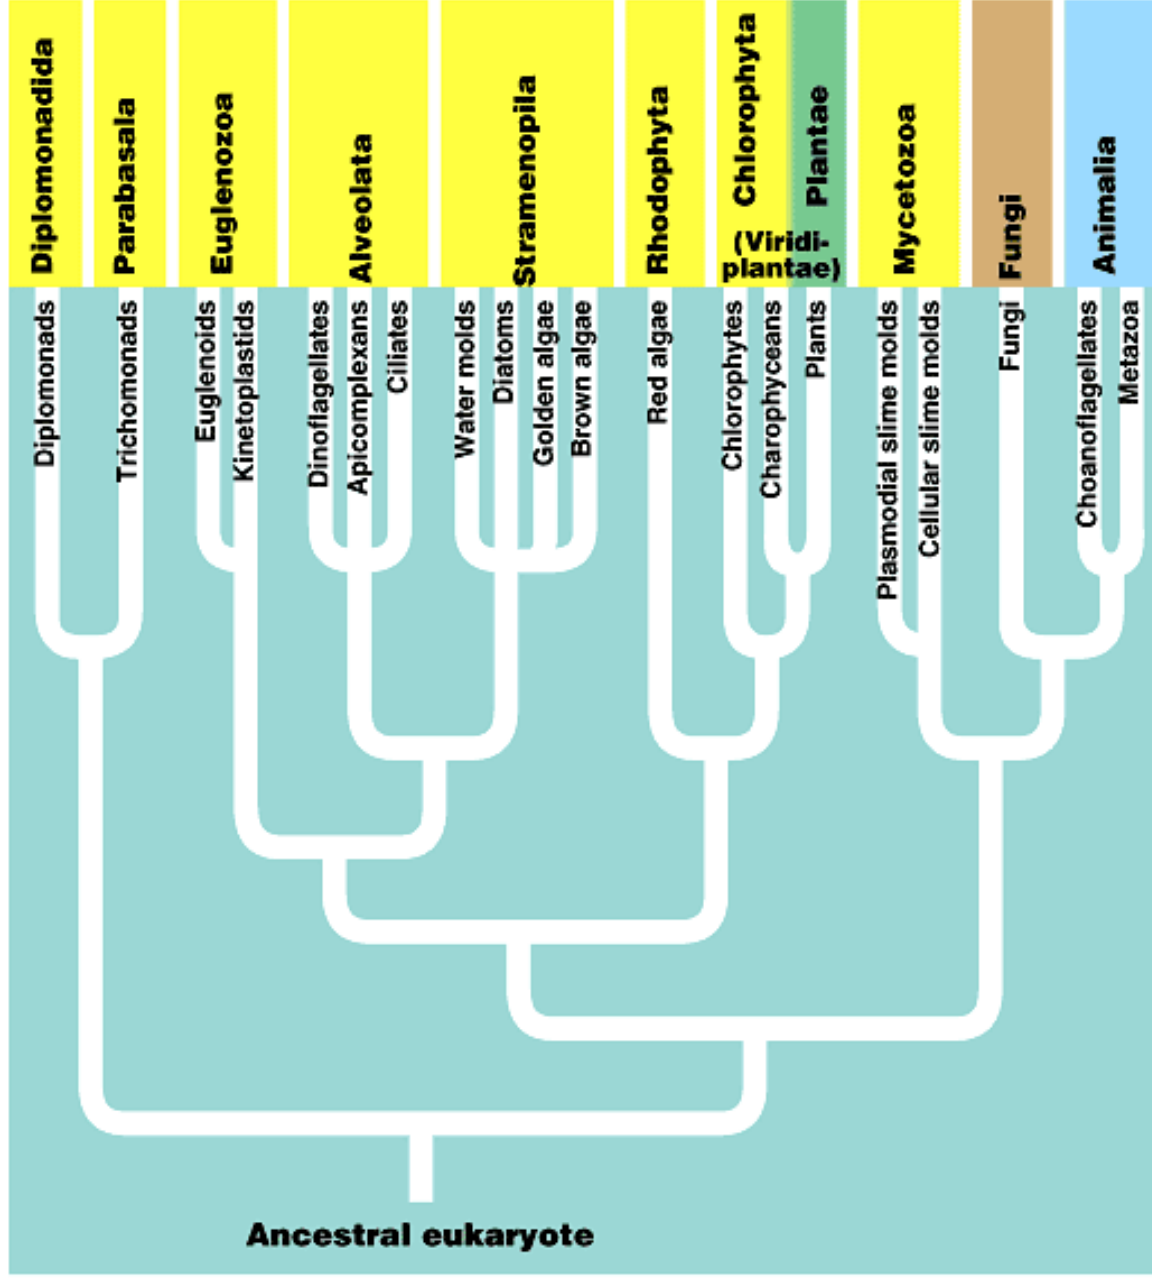 Diplomonadida
Parabasala
Euglenozoa
Alveolata
Stramenopila
Rhodophyta
Chlorophyta
Plantae
(Viridi-
plantae)
Mycetozoa
Fungi
Animalia
Diplomonads
Trichomonads
Euglenoids
Kinetoplastids
Dinoflagellates
Apicomplexans
Ciliates
Water molds
Diatoms
Golden algae
Brown algae
Red algae
Chlorophytes
Charophyceans
Plants
Plasmodial slime molds
Cellular slime molds
Fungi
Choanoflagellates
Metazoa
Ancestral eukaryote